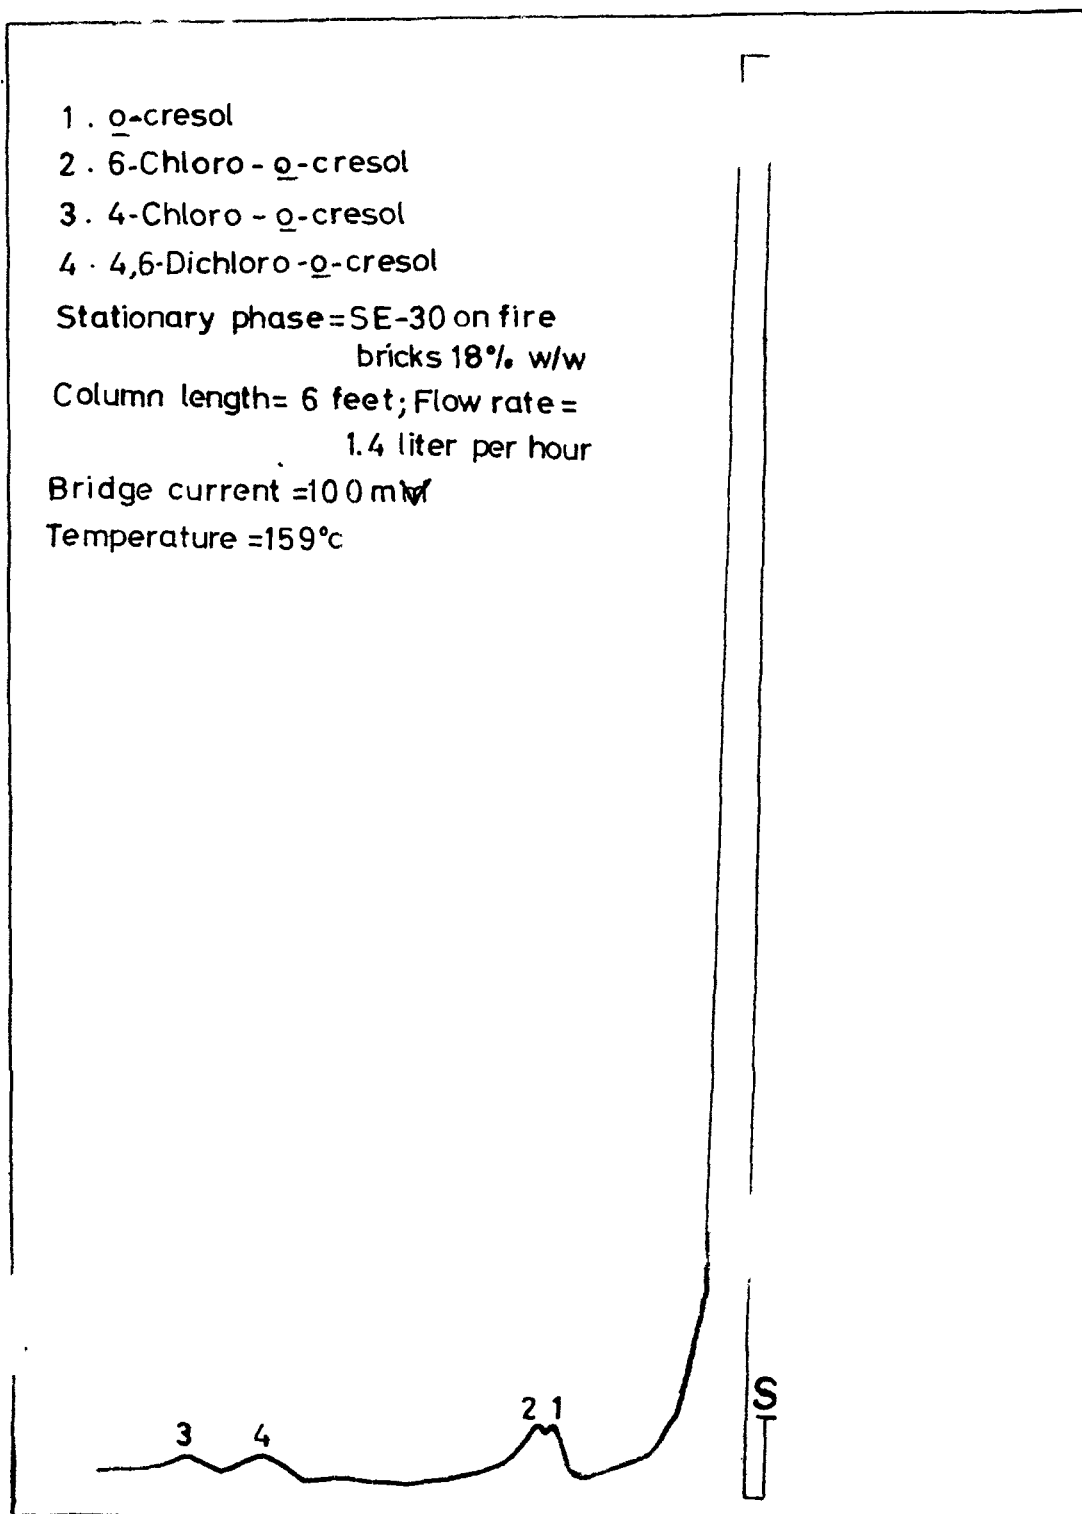 1 . o-cresol
2 . 6-Chloro - o-cresol
3 . 4-Chloro - o-cresol
4 . 4,6-Dichloro-o-cresol
Stationary phase=SE-30 on fire
bricks 18% w/w
Column length= 6 feet; Flow rate =
1.4 liter per hour
Bridge current =100
Temperature =159°c
S
2 1
3 4